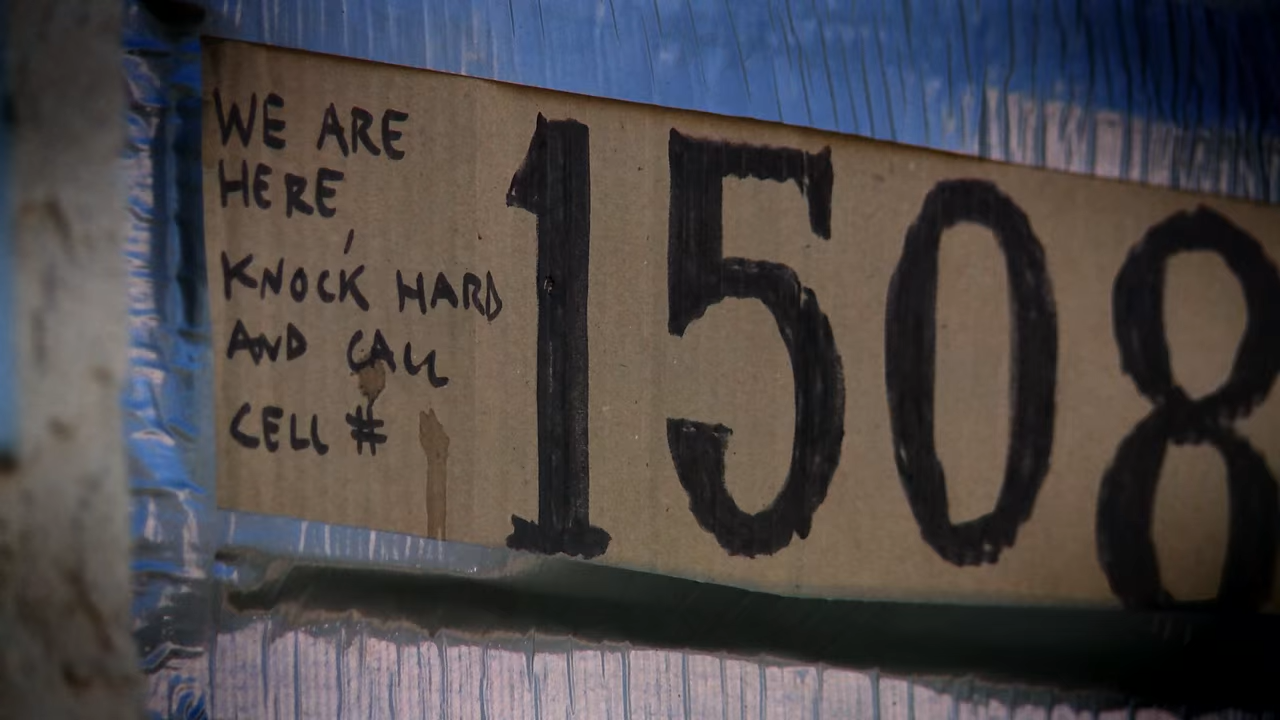 WE ARE
HERE,
KNOCK HARD
AND CALL
CELL #
1508